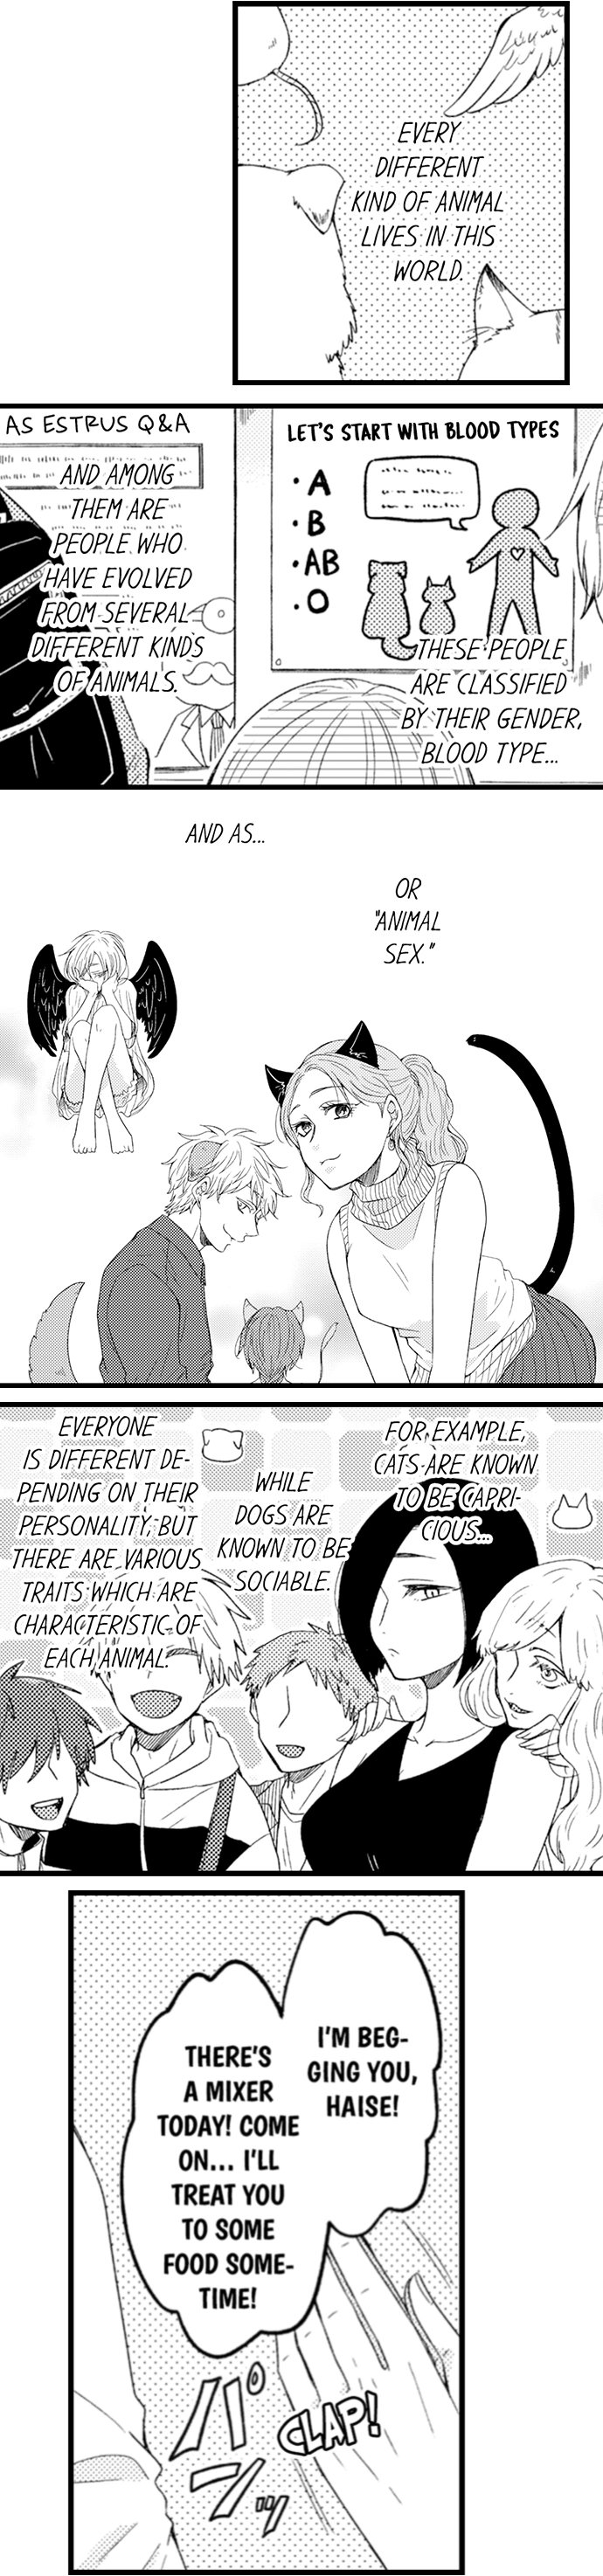 EVERY
DIFFERENT
KIND OF ANIMAL
LIVES IN THIS
WORLD.
AS ESTRUS Q&A
AND AMONG
THEM ARE
PEOPLE WHO
HAVE EVOLVED
FROM SEVERAL
DIFFERENT KINDS
OF ANIMALS.
LET'S START WITH BLOOD TYPES
• A
• B
• AB
• O
THESE PEOPLE
ARE CLASSIFIED
BY THEIR GENDER,
BLOOD TYPE...
AND AS...
OR
"ANIMAL
SEX."
FOR EXAMPLE,
CATS ARE KNOWN
TO BE CAPRI-
CIOUS...
WHILE
DOGS ARE
KNOWN TO BE
SOCIABLE.
EVERYONE
IS DIFFERENT DE-
PENDING ON THEIR
PERSONALITY, BUT
THERE ARE VARIOUS
TRAITS WHICH ARE
CHARACTERISTIC OF
EACH ANIMAL.
I'M BEG-
GING YOU,
HAISE!
THERE'S
A MIXER
TODAY! COME
ON... I'LL
TREAT YOU
TO SOME
FOOD SOME-
TIME!
パンッ
CLAP!